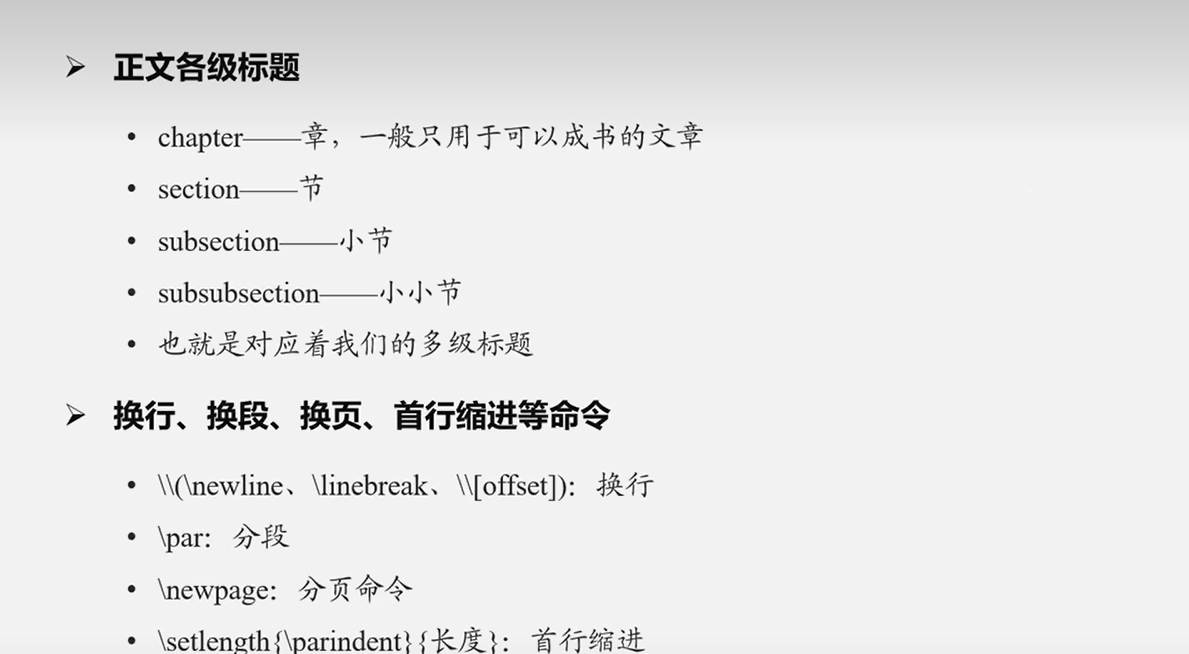 ➢ 正文各级标题
• chapter——章，一般只用于可以成书的文章
• section——节
• subsection——小节
• subsubsection——小小节
• 也就是对应着我们的多级标题
➢ 换行、换段、换页、首行缩进等命令
• \\(\newline、\linebreak、\\[offset])：换行
• \par：分段
• \newpage：分页命令
• \setlength{\parindent}{长度}：首行缩进